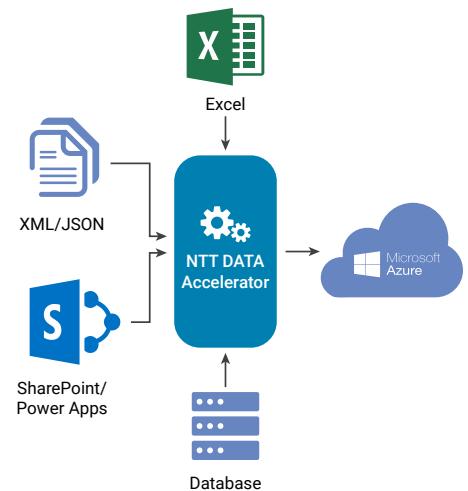 X
Excel
XML/JSON
NTT DATA
Accelerator
Microsoft
Azure
S
SharePoint/
Power Apps
Database